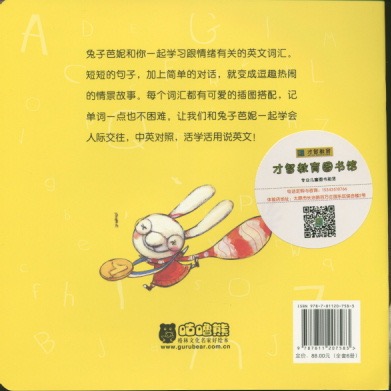 兔子芭妮和你一起学习跟情绪有关的英文词汇。
短短的句子，加上简单的对话，就变成逗趣热闹
的情景故事。每个词汇都有可爱的插图搭配，记
单词一点也不困难。让我们和兔子芭妮一起学会
人际交往，中英对照，活学活用说英文！
才智教育图书馆
咕噜熊
www.gurubear.com
定价：88.00元（全套8册）